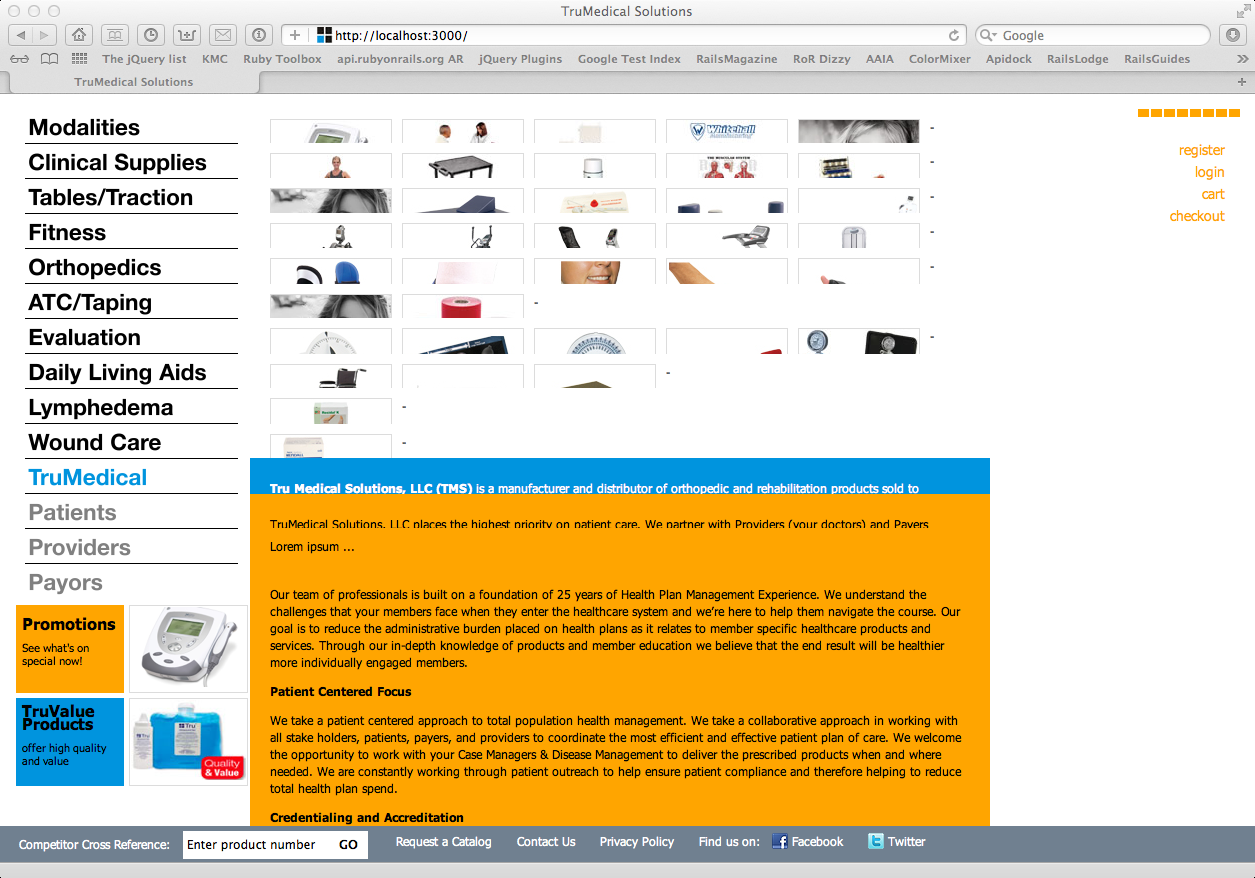 TruMedical Solutions
http://localhost:3000/
Google
The jQuery list KMC Ruby Toolbox api.rubyonrails.org AR jQuery Plugins Google Test Index RailsMagazine RoR Dizzy AAIA ColorMixer Apidock RailsLodge RailsGuides
TruMedical Solutions
Modalities
Clinical Supplies
Tables/Traction
Fitness
Orthopedics
ATC/Taping
Evaluation
Daily Living Aids
Lymphedema
Wound Care
TruMedical
Patients
Providers
Payors
Whitehall
THE MUSCULAR SYSTEM
register
login
cart
checkout
Tru Medical Solutions, LLC (TMS) is a manufacturer and distributor of orthopedic and rehabilitation products sold to
TruMedical Solutions, LLC places the highest priority on patient care. We partner with Providers (your doctors) and Payers
Lorem ipsum ...
Our team of professionals is built on a foundation of 25 years of Health Plan Management Experience. We understand the
challenges that your members face when they enter the healthcare system and we're here to help them navigate the course. Our
goal is to reduce the administrative burden placed on health plans as it relates to member specific healthcare products and
services. Through our in-depth knowledge of products and member education we believe that the end result will be healthier
more individually engaged members.
Patient Centered Focus
We take a patient centered approach to total population health management. We take a collaborative approach in working with
all stake holders, patients, payers, and providers to coordinate the most efficient and effective patient plan of care. We welcome
the opportunity to work with your Case Managers & Disease Management to deliver the prescribed products when and where
needed. We are constantly working through patient outreach to help ensure patient compliance and therefore helping to reduce
total health plan spend.
Credentialing and Accreditation
Promotions
See what's on
special now!
TruValue
Products
offer high quality
and value
Tru
Quality
& Value
Competitor Cross Reference: Enter product number GO Request a Catalog Contact Us Privacy Policy Find us on: Facebook Twitter